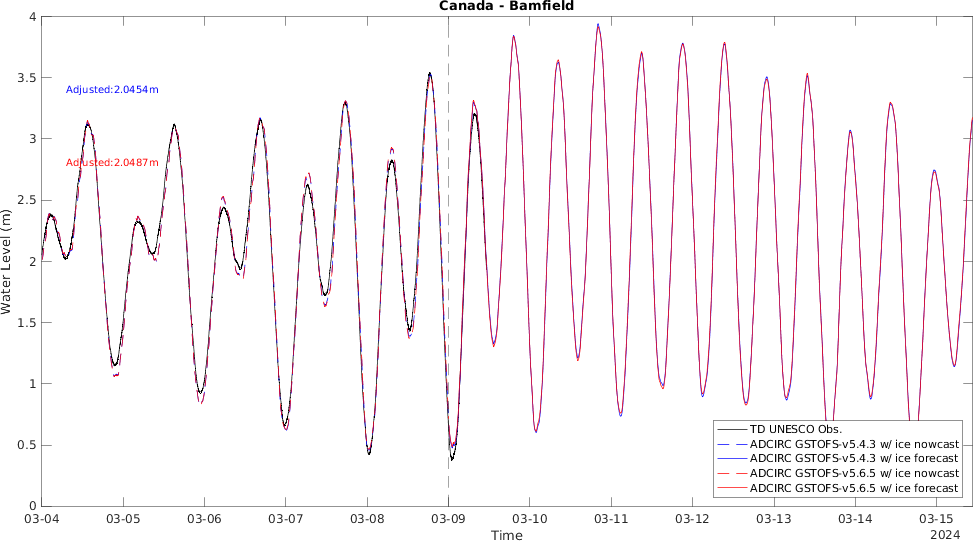 Canada - Bamfield
Water Level (m)
4
3.5
3
2.5
2
1.5
1
0.5
0
Adjusted:2.0454m
Adjusted:2.0487m
TD UNESCO Obs.
ADCIRC GSTOFS-v5.4.3 w/ ice nowcast
ADCIRC GSTOFS-v5.4.3 w/ ice forecast
ADCIRC GSTOFS-v5.6.5 w/ ice nowcast
ADCIRC GSTOFS-v5.6.5 w/ ice forecast
03-04 03-05 03-06 03-07 03-08 03-09 03-10 03-11 03-12 03-13 03-14 03-15
2024
Time